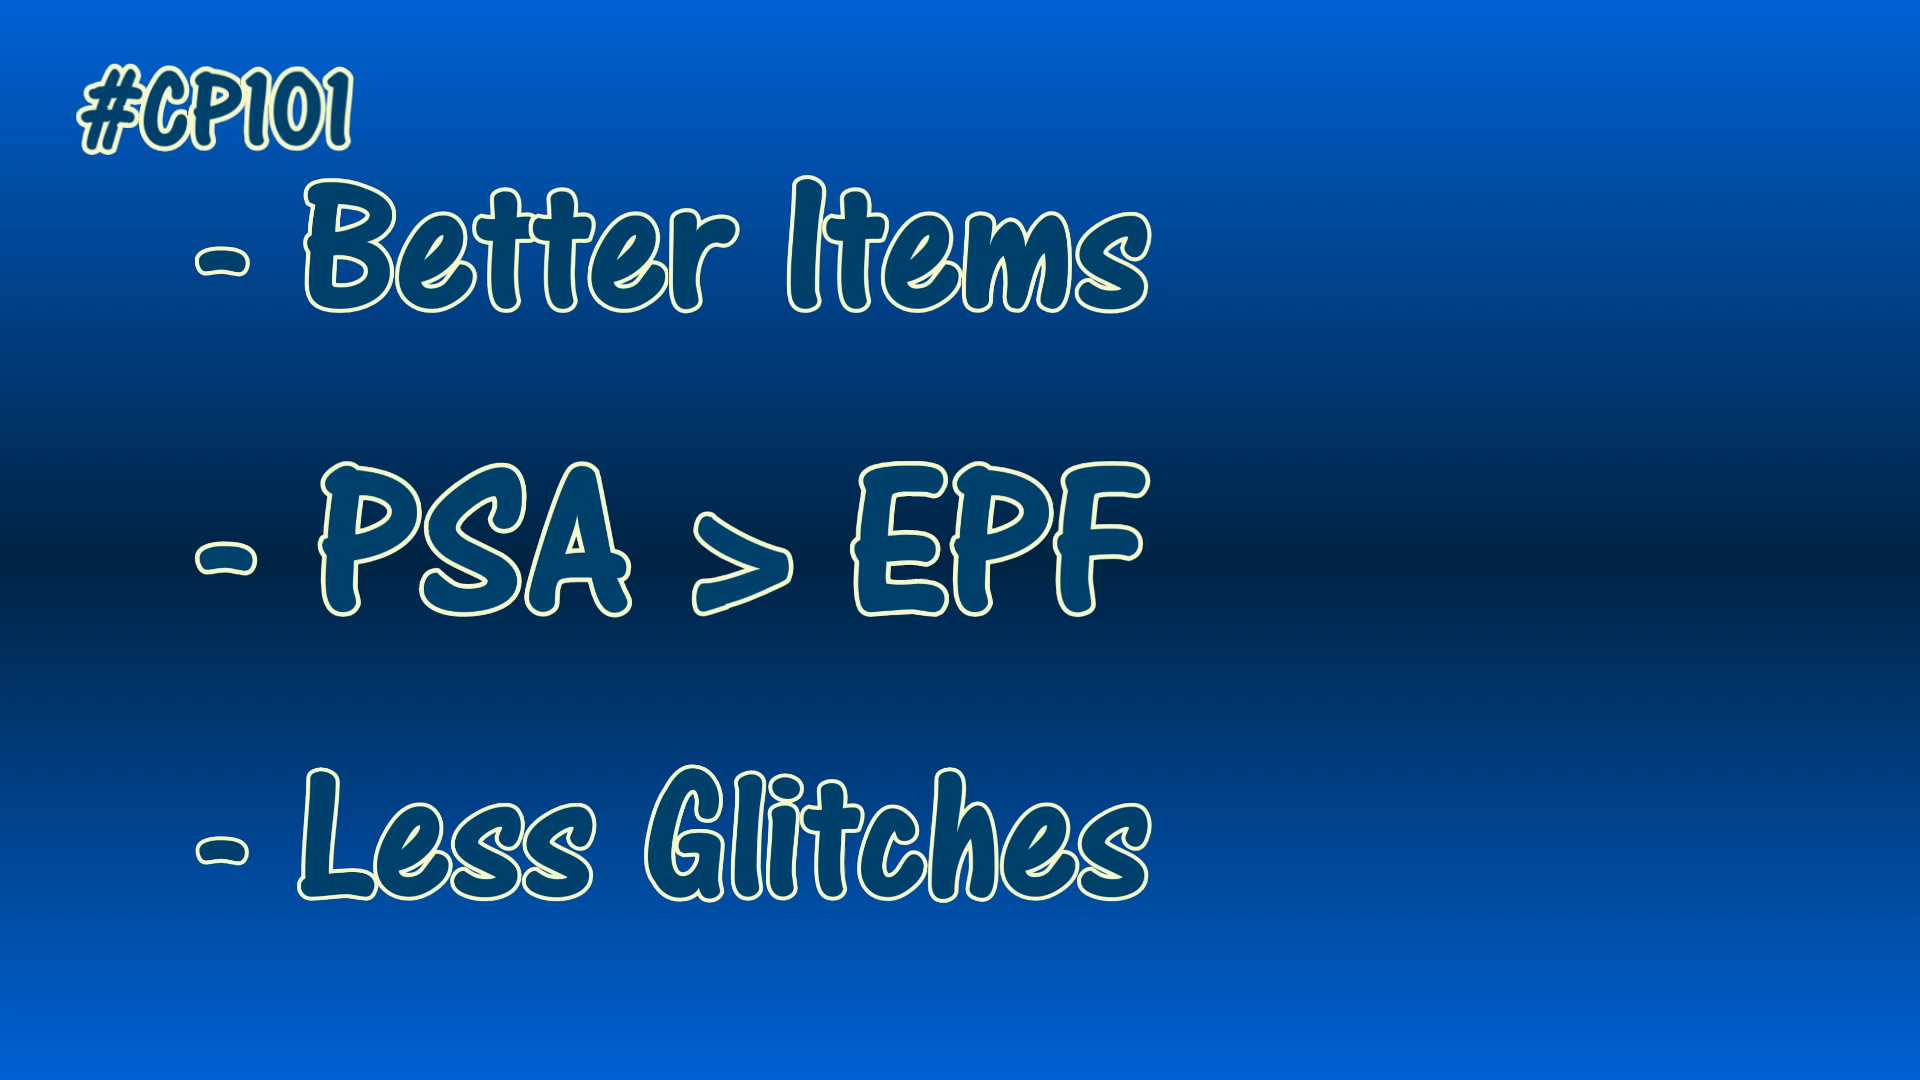 #CP101
- Better Items
- PSA > EPF
- Less Glitches